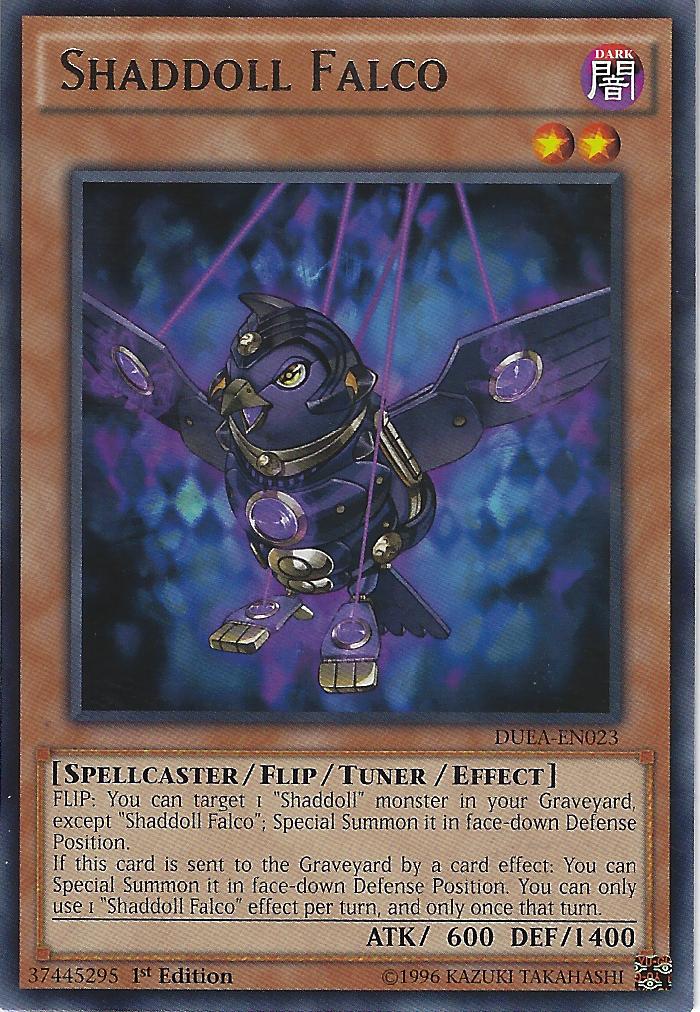 SHADDOLL FALCO
DARK
闇
DUEA-EN023
[SPELLCASTER/FLIP/TUNER /EFFECT]
FLIP: You can target 1 "Shaddoll" monster in your Graveyard,
except "Shaddoll Falco"; Special Summon it in face-down Defense
Position.
If this card is sent to the Graveyard by a card effect: You can
Special Summon it in face-down Defense Position. You can only
use 1 "Shaddoll Falco" effect per turn, and only once that turn.
ATK/ 600 DEF/1400
37445295 1st Edition ©1996 KAZUKI TAKAHASHI